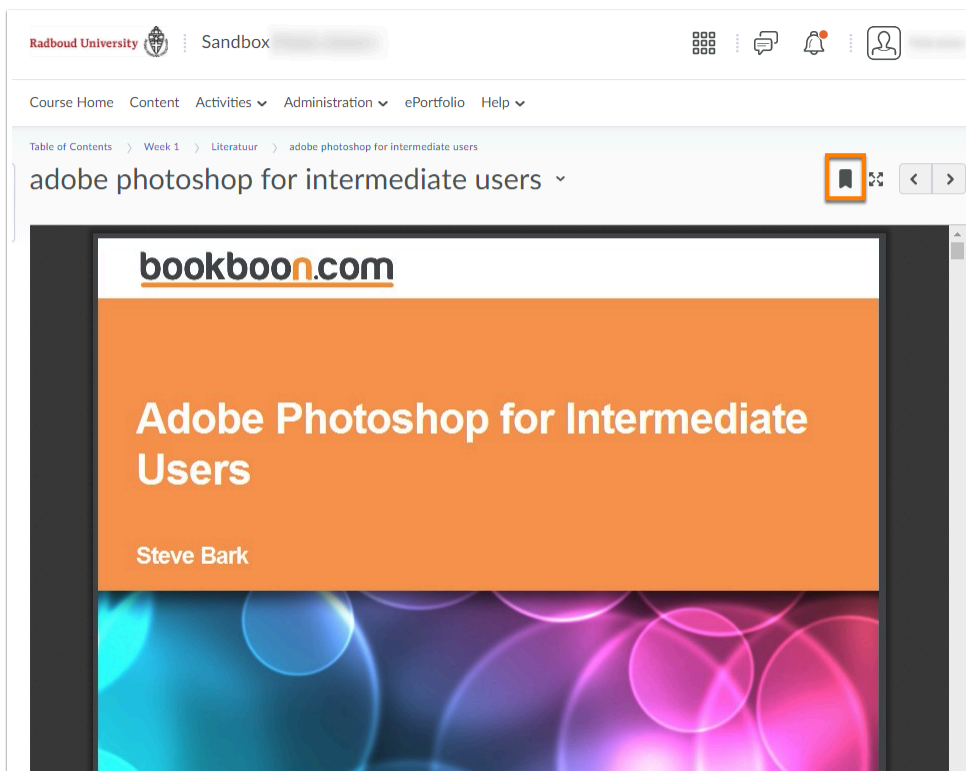 Radboud University
Sandbox
Course Home Content Activities Administration ePortfolio Help
Table of Contents Week 1 Literatuur adobe photoshop for intermediate users
adobe photoshop for intermediate users
bookboon.com
Adobe Photoshop for Intermediate
Users
Steve Bark